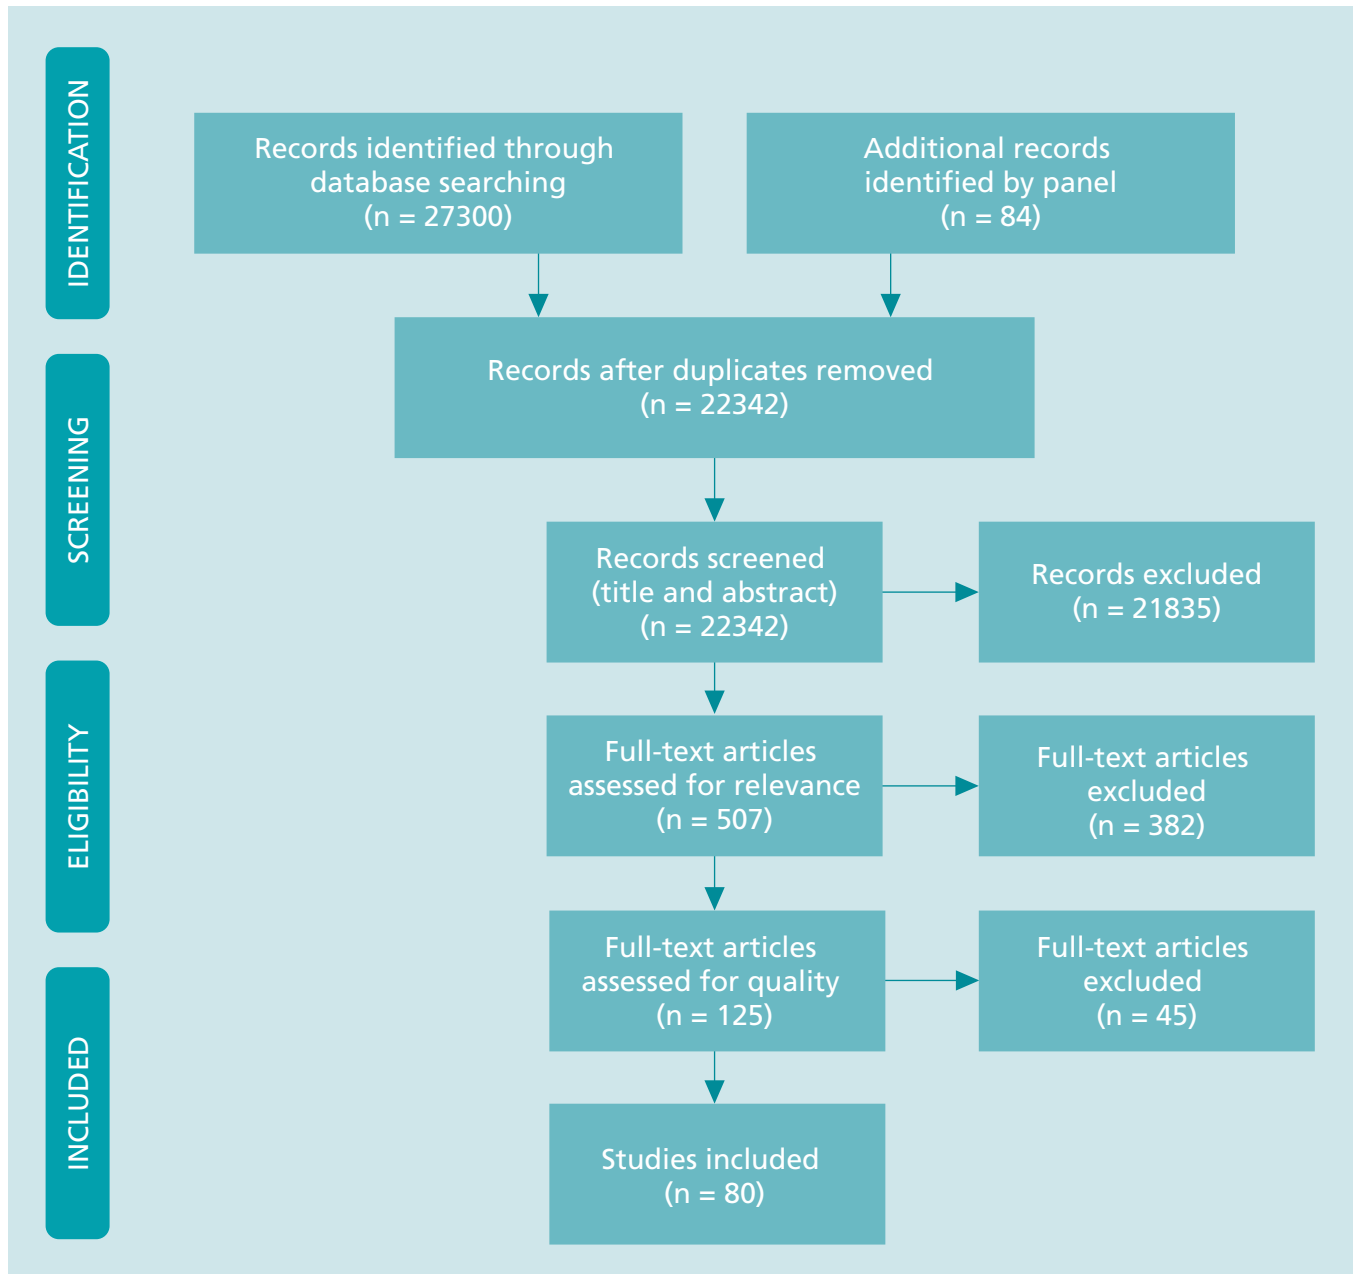 IDENTIFICATION
Records identified through
database searching
(n = 27300)
Additional records
identified by panel
(n = 84)
SCREENING
Records after duplicates removed
(n = 22342)
Records screened
(title and abstract)
(n = 22342)
Records excluded
(n = 21835)
ELIGIBILITY
Full-text articles
assessed for relevance
(n = 507)
Full-text articles
excluded
(n = 382)
Full-text articles
assessed for quality
(n = 125)
Full-text articles
excluded
(n = 45)
INCLUDED
Studies included
(n = 80)